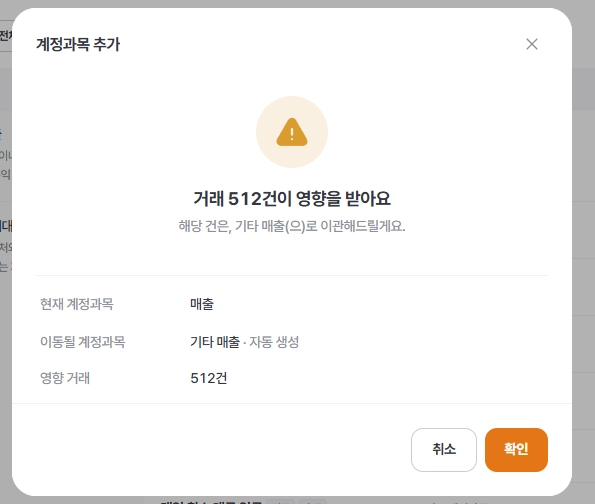 계정과목 추가
거래 512건이 영향을 받아요
해당 건은, 기타 매출(으)로 이관해드릴게요.
현재 계정과목 매출
이동될 계정과목 기타 매출 · 자동 생성
영향 거래 512건
취소 확인